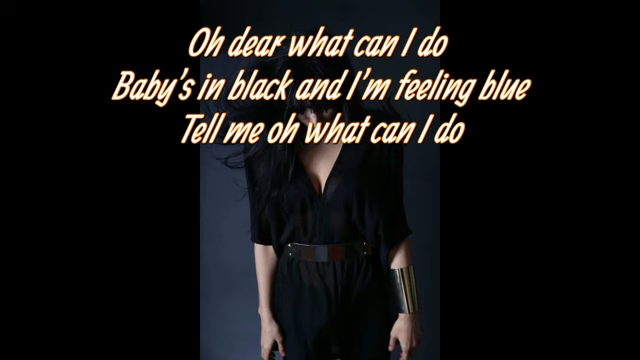 Oh dear what can I do
Baby's in black and I'm feeling blue
Tell me oh what can I do